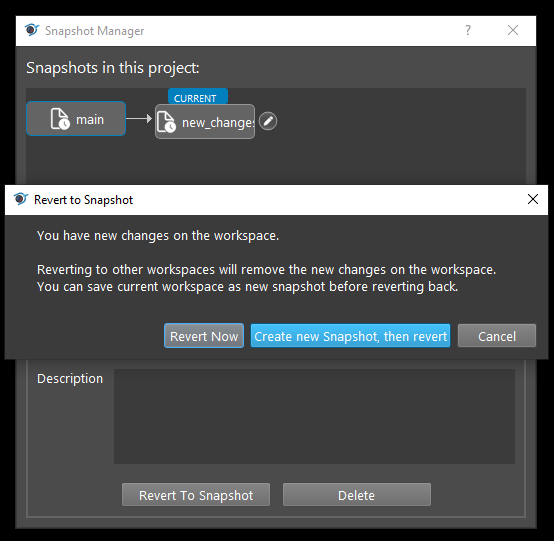 Snapshot Manager
?
Snapshots in this project:
CURRENT
main
new_changes
Revert to Snapshot
You have new changes on the workspace.
Reverting to other workspaces will remove the new changes on the workspace.
You can save current workspace as new snapshot before reverting back.
Revert Now
Create new Snapshot, then revert
Cancel
Description
Revert To Snapshot
Delete